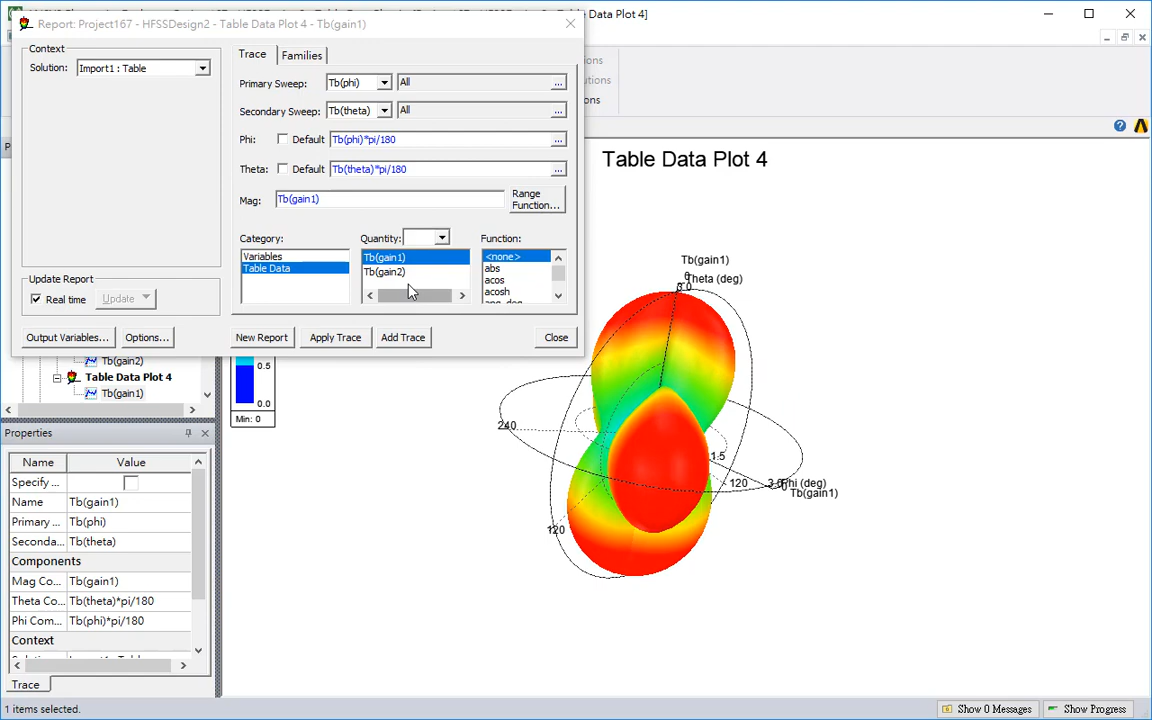 Report: Project167 - HFSSDesign2 - Table Data Plot 4 - Tb(gain1)
Table Data Plot 4]
Context
Solution: Import1 : Table
Trace Families
Primary Sweep: Tb(phi) All ...
Secondary Sweep: Tb(theta) All ...
Phi: Default Tb(phi)*pi/180 ...
Theta: Default Tb(theta)*pi/180 ...
Mag: Tb(gain1)
Range
Function...
Category: Quantity: Function:
Variables
Table Data
Tb(gain1)
Tb(gain2)
<none>
abs
acos
acosh
Update Report
Real time Update
Output Variables... Options... New Report Apply Trace Add Trace Close
Tb(gain2)
Table Data Plot 4
Tb(gain1)
0.5
0.0
Min: 0
Properties
Name Value
Specify ...
Name Tb(gain1)
Primary ... Tb(phi)
Seconda... Tb(theta)
Components
Mag Co... Tb(gain1)
Theta Co... Tb(theta)*pi/180
Phi Com... Tb(phi)*pi/180
Context
Trace
1 items selected.
Table Data Plot 4
Tb(gain1)
Theta (deg)
240
1.5
120
Phi (deg)
Tb(gain1)
120
Show 0 Messages Show Progress